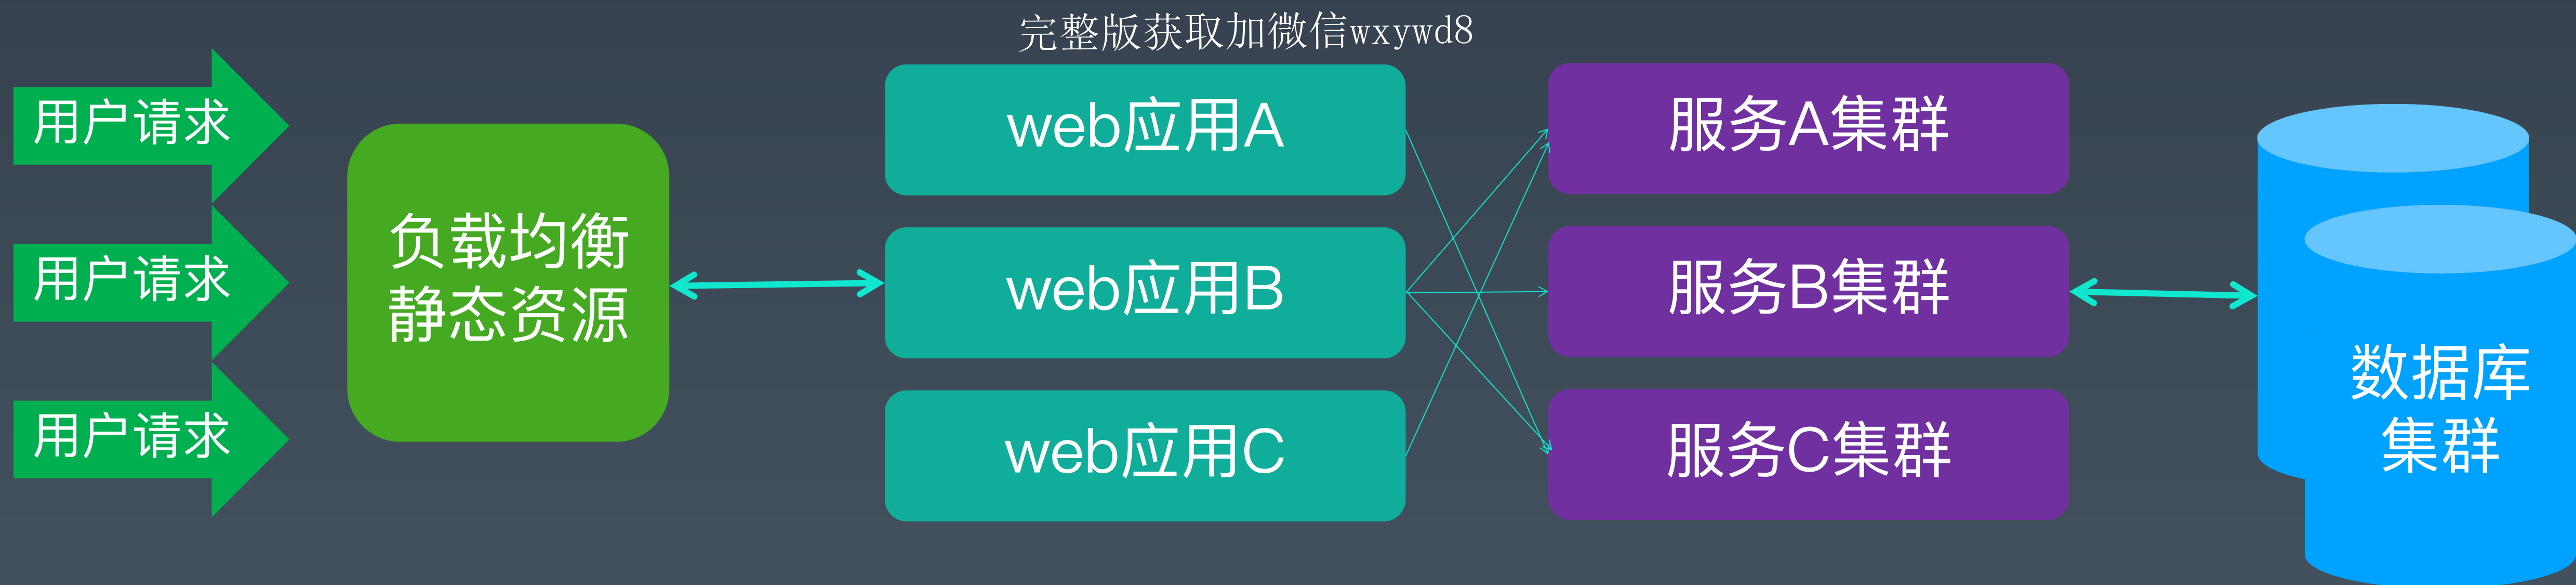 完整版获取加微信wxywd8
用户请求
用户请求
用户请求
负载均衡
静态资源
web应用A
web应用B
web应用C
服务A集群
服务B集群
服务C集群
数据库
集群